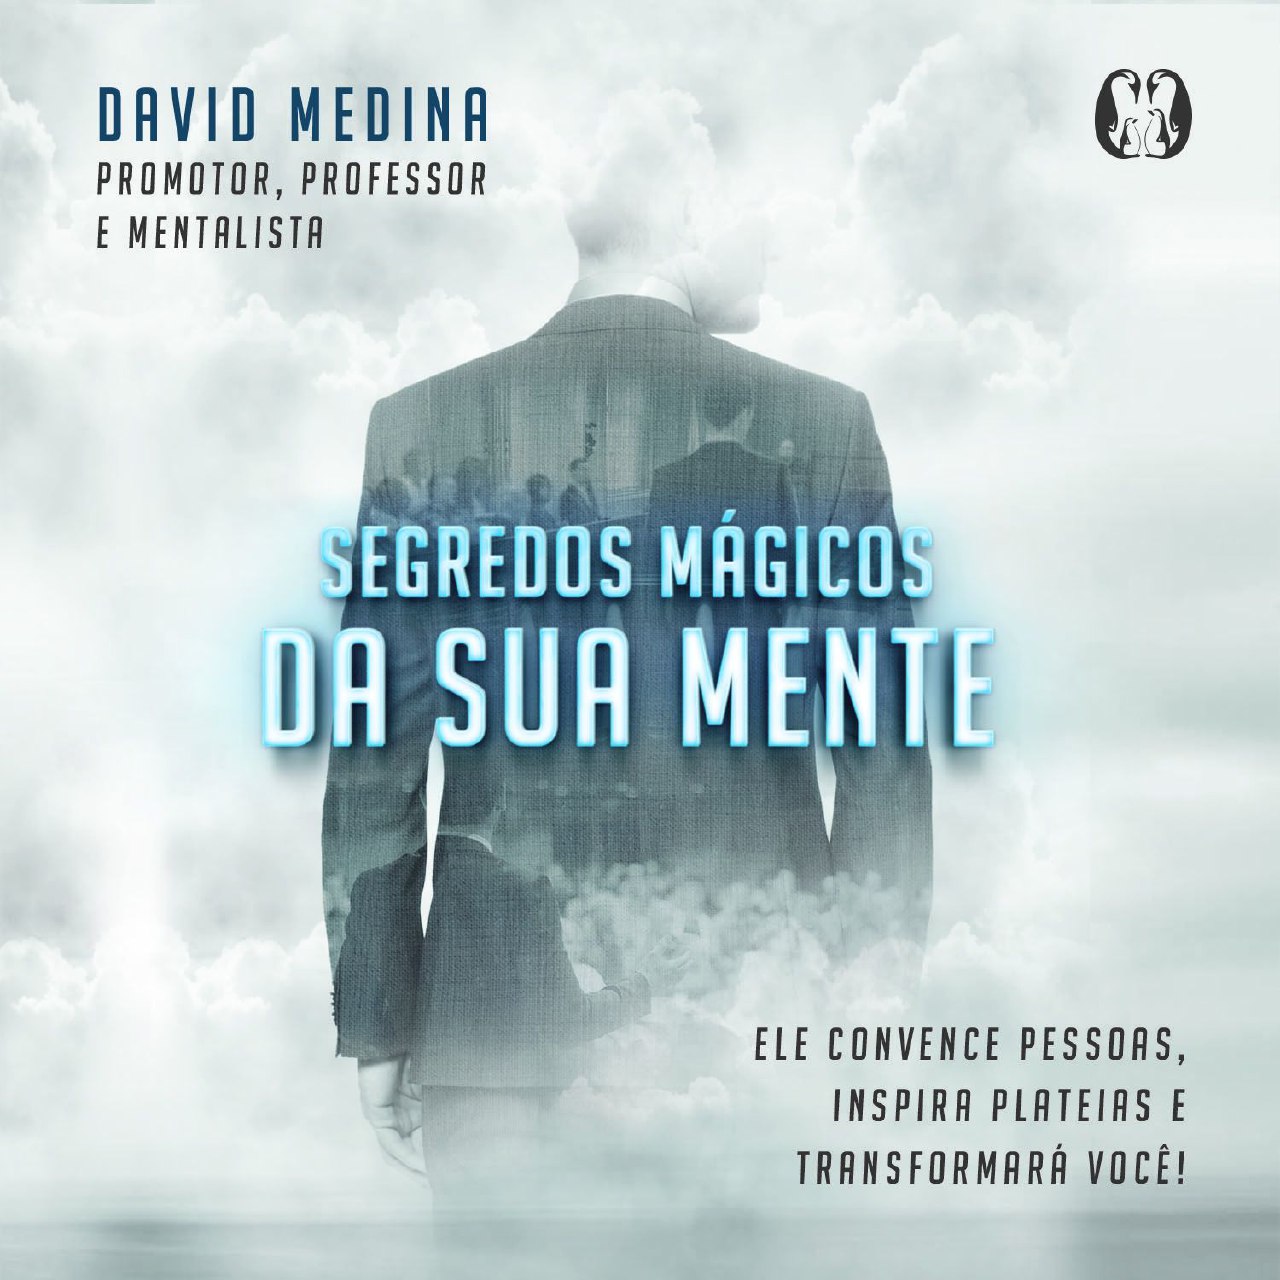 DAVID MEDINA
PROMOTOR, PROFESSOR
E MENTALISTA
SEGREDOS MÁGICOS
DA SUA MENTE
ELE CONVENCE PESSOAS,
INSPIRA PLATEIAS E
TRANSFORMARÁ VOCÊ!